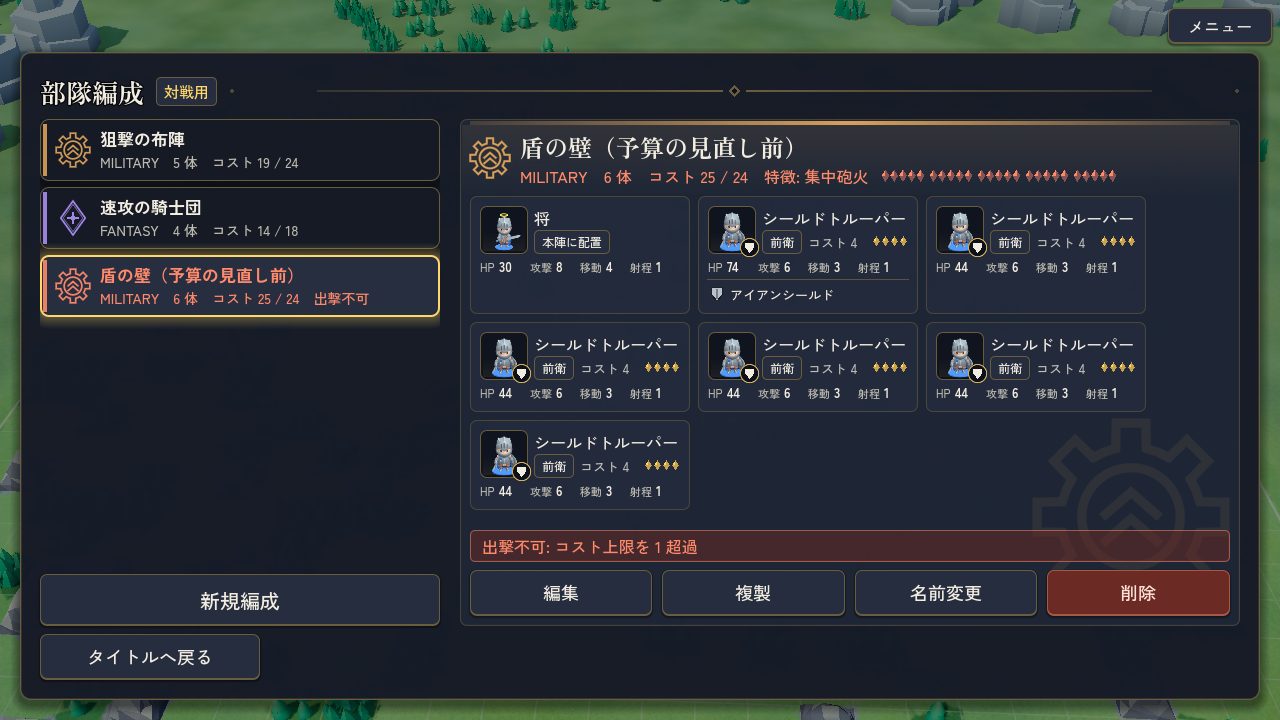 メニュー
部隊編成 対戦用
狙撃の布陣
MILITARY 5 体 コスト 19 / 24
速攻の騎士団
FANTASY 4 体 コスト 14 / 18
盾の壁（予算の見直し前）
MILITARY 6 体 コスト 25 / 24 出撃不可
新規編成
タイトルへ戻る
盾の壁（予算の見直し前）
MILITARY 6 体 コスト 25 / 24 特徴: 集中砲火
将
本陣に配置
HP 30 攻撃 8 移動 4 射程 1
シールドトルーパー
前衛 コスト 4
HP 74 攻撃 6 移動 3 射程 1
アイアンシールド
シールドトルーパー
前衛 コスト 4
HP 44 攻撃 6 移動 3 射程 1
シールドトルーパー
前衛 コスト 4
HP 44 攻撃 6 移動 3 射程 1
シールドトルーパー
前衛 コスト 4
HP 44 攻撃 6 移動 3 射程 1
シールドトルーパー
前衛 コスト 4
HP 44 攻撃 6 移動 3 射程 1
シールドトルーパー
前衛 コスト 4
HP 44 攻撃 6 移動 3 射程 1
出撃不可: コスト上限を 1 超過
編集 複製 名前変更 削除